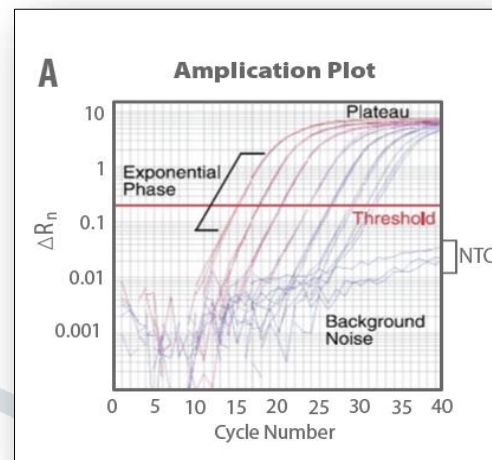 A
Amplication Plot
10
1
0.1
0.01
0.001
ΔRn
Plateau
Exponential
Phase
Threshold
NTC
Background
Noise
0 5 10 15 20 25 30 35 40
Cycle Number